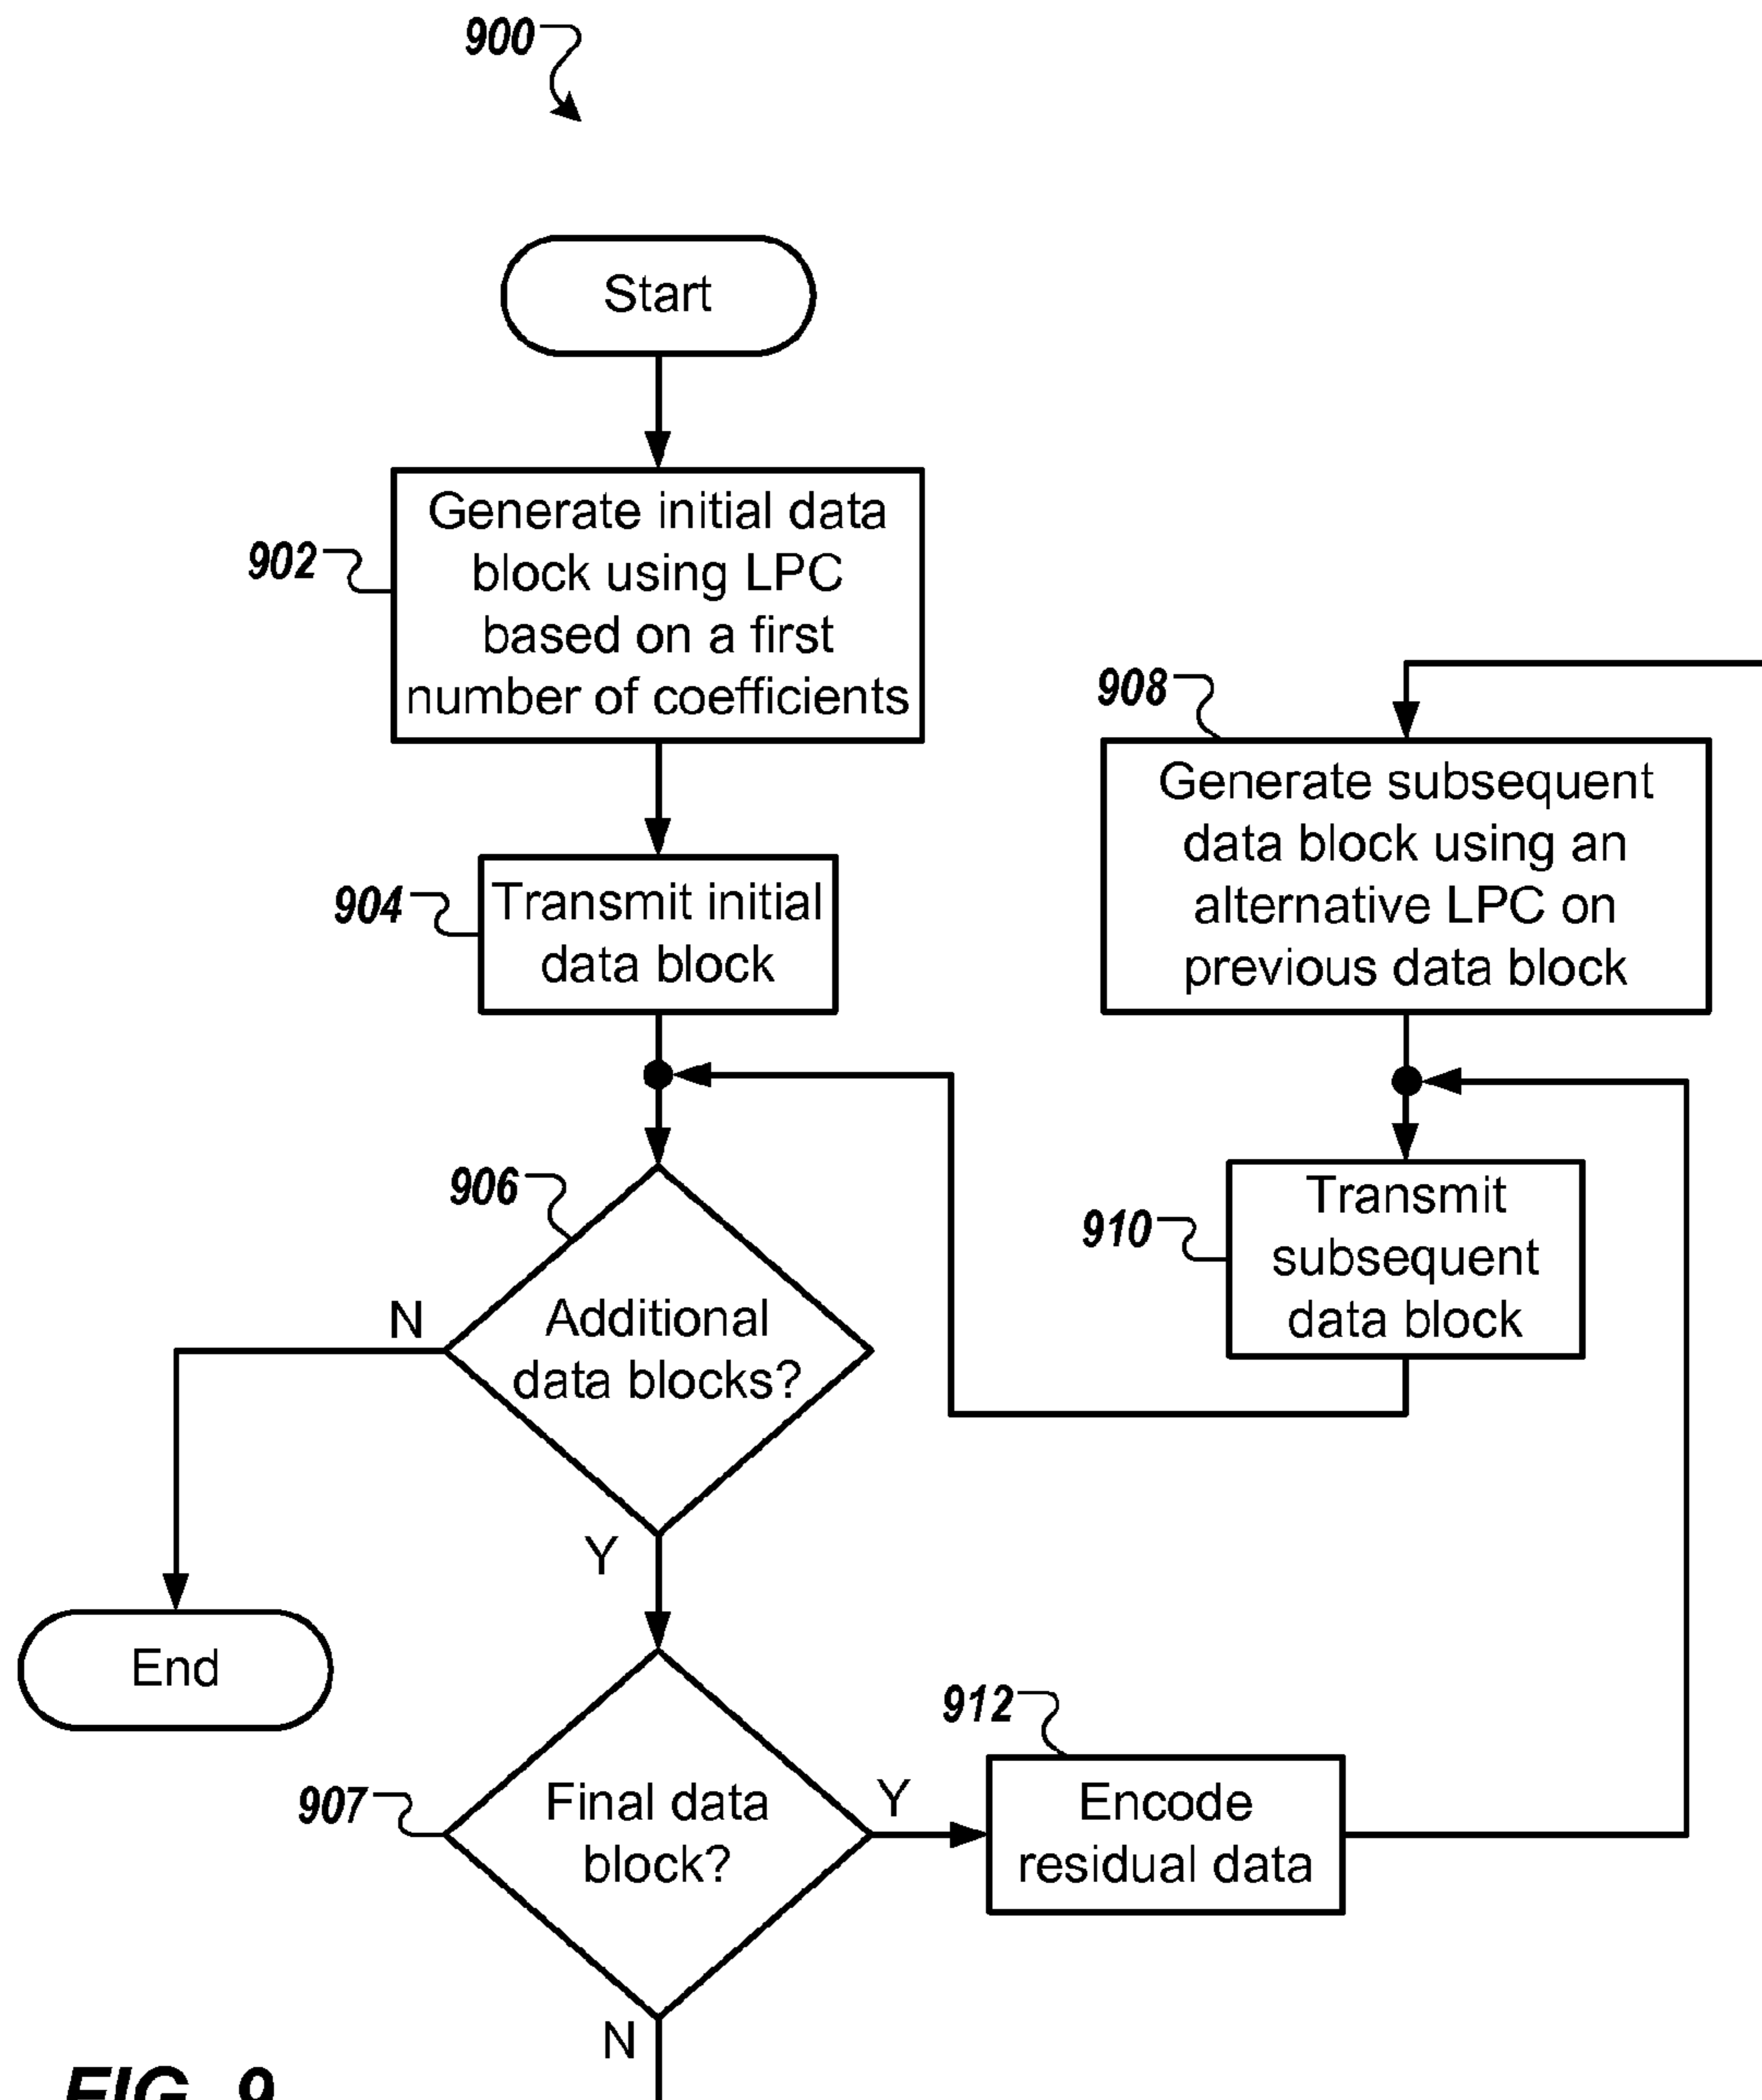 900
Start
902
Generate initial data
block using LPC
based on a first
number of coefficients
904
Transmit initial
data block
906
Additional
data blocks?
N
Y
End
907
Final data
block?
Y
N
908
Generate subsequent
data block using an
alternative LPC on
previous data block
910
Transmit
subsequent
data block
912
Encode
residual data
FIG. 9